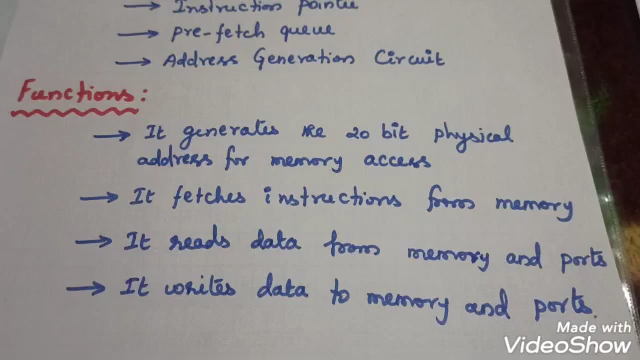 → Instruction pointer
→ Pre-fetch queue
→ Address Generation Circuit
Functions:
→ It generates the 20 bit physical
address for memory access
→ It fetches instructions from memory
→ It reads data from memory and ports
→ It writes data to memory and ports.
Made with
VideoShow